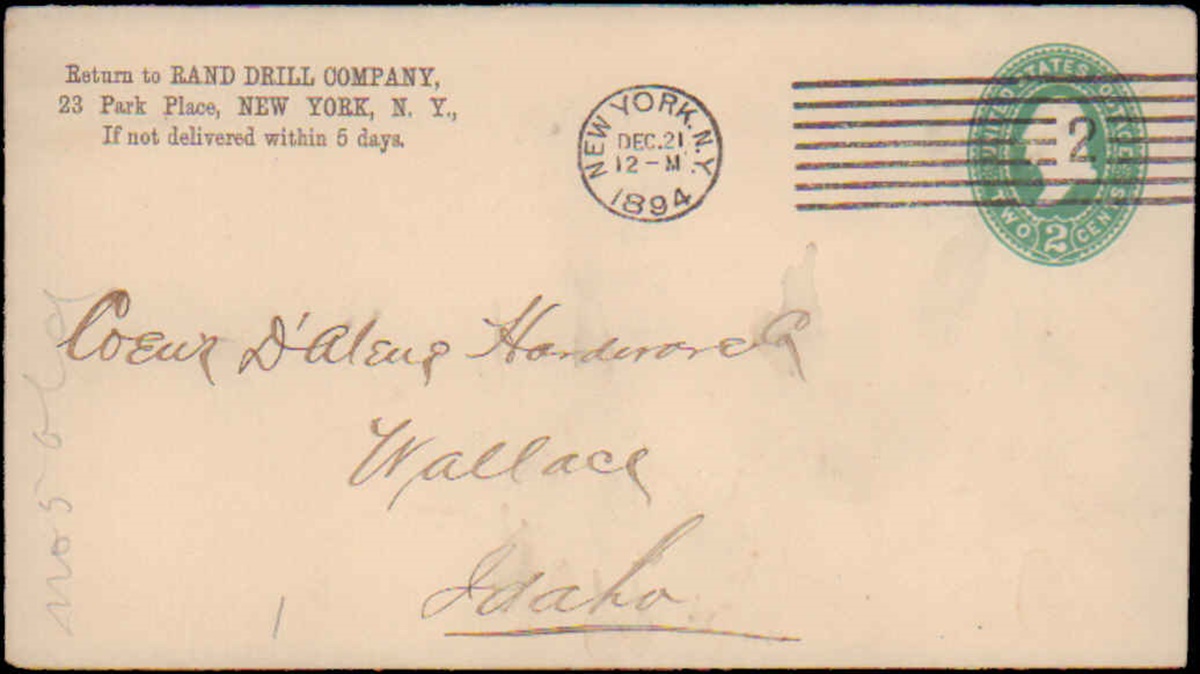 Return to RAND DRILL COMPANY,
23 Park Place, NEW YORK, N. Y.,
If not delivered within 5 days.
NEW YORK, N.Y.
DEC. 21
12-M
1894
2
UNITED STATES POSTAGE
TWO 2 CENTS
Coeur D'Alene Hardware Co
Wallace
Idaho